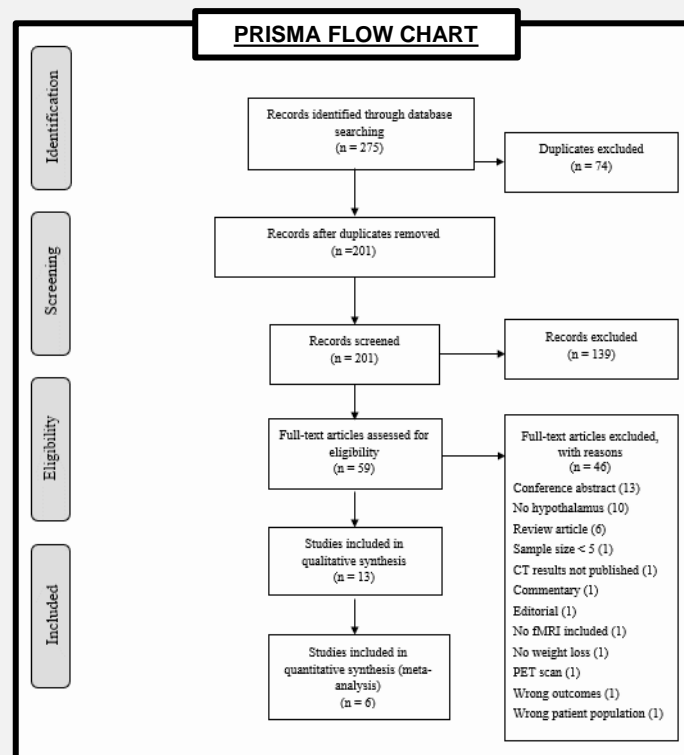 PRISMA FLOW CHART
Identification
Records identified through database
searching
(n = 275)
Duplicates excluded
(n = 74)
Screening
Records after duplicates removed
(n =201)
Records screened
(n = 201)
Records excluded
(n = 139)
Eligibility
Full-text articles assessed for
eligibility
(n = 59)
Full-text articles excluded,
with reasons
(n = 46)
Conference abstract (13)
No hypothalamus (10)
Review article (6)
Sample size < 5 (1)
CT results not published (1)
Commentary (1)
Editorial (1)
No fMRI included (1)
No weight loss (1)
PET scan (1)
Wrong outcomes (1)
Wrong patient population (1)
Included
Studies included in
qualitative synthesis
(n = 13)
Studies included in
quantitative synthesis (meta-
analysis)
(n = 6)